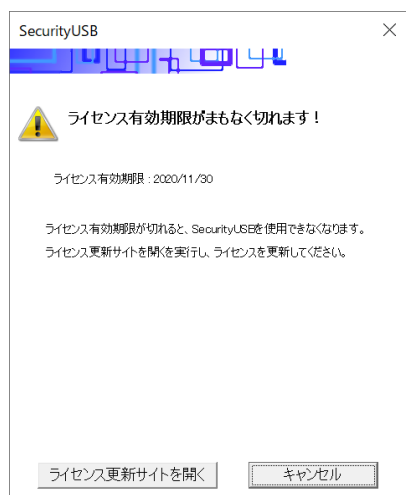 SecurityUSB
ライセンス有効期限がまもなく切れます！
ライセンス有効期限 : 2020/11/30
ライセンス有効期限が切れると、SecurityUSBを使用できなくなります。
ライセンス更新サイトを開くを実行し、ライセンスを更新してください。
ライセンス更新サイトを開く
キャンセル